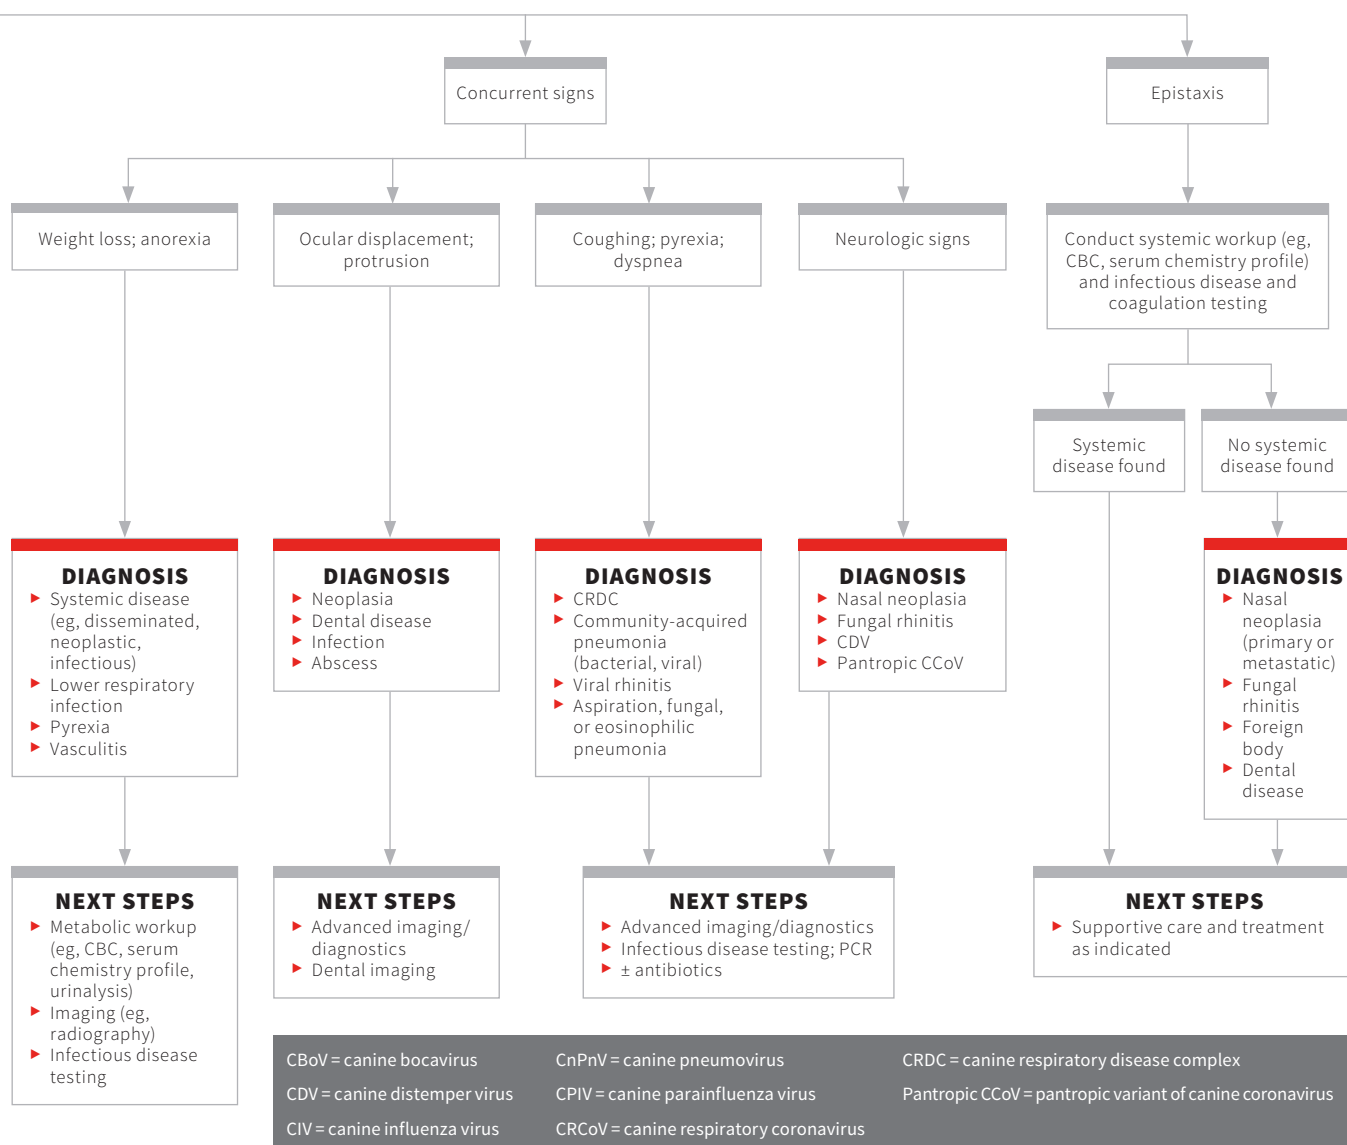 Concurrent signs
Epistaxis
Weight loss; anorexia
Ocular displacement;
protrusion
Coughing; pyrexia;
dyspnea
Neurologic signs
Conduct systemic workup (eg,
CBC, serum chemistry profile)
and infectious disease and
coagulation testing
Systemic
disease found
No systemic
disease found
DIAGNOSIS
► Systemic disease
(eg, disseminated,
neoplastic,
infectious)
► Lower respiratory
infection
► Pyrexia
► Vasculitis
DIAGNOSIS
► Neoplasia
► Dental disease
► Infection
► Abscess
DIAGNOSIS
► CRDC
► Community-acquired
pneumonia
(bacterial, viral)
► Viral rhinitis
► Aspiration, fungal,
or eosinophilic
pneumonia
DIAGNOSIS
► Nasal neoplasia
► Fungal rhinitis
► CDV
► Pantropic CCoV
DIAGNOSIS
► Nasal
neoplasia
(primary or
metastatic)
► Fungal
rhinitis
► Foreign
body
► Dental
disease
NEXT STEPS
► Metabolic workup
(eg, CBC, serum
chemistry profile,
urinalysis)
► Imaging (eg,
radiography)
► Infectious disease
testing
NEXT STEPS
► Advanced imaging/
diagnostics
► Dental imaging
NEXT STEPS
► Advanced imaging/diagnostics
► Infectious disease testing; PCR
► ± antibiotics
NEXT STEPS
► Supportive care and treatment
as indicated
CBoV = canine bocavirus
CDV = canine distemper virus
CIV = canine influenza virus
CnPnV = canine pneumovirus
CPIV = canine parainfluenza virus
CRCoV = canine respiratory coronavirus
CRDC = canine respiratory disease complex
Pantropic CCoV = pantropic variant of canine coronavirus